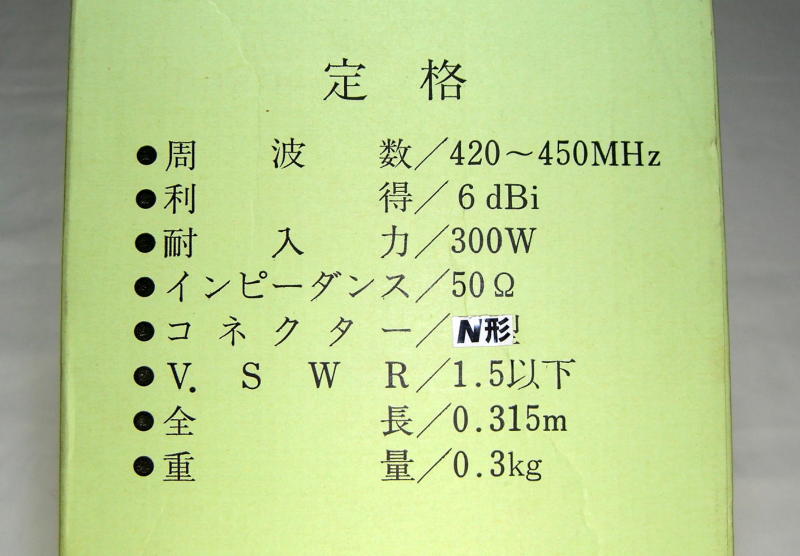 定 格
●周 波 数/420~450MHz
●利 得/6 dBi
●耐 入 力/300W
●インピーダンス/50Ω
●コネクター/N形
●V. S W R/1.5以下
●全 長/0.315m
●重 量/0.3kg